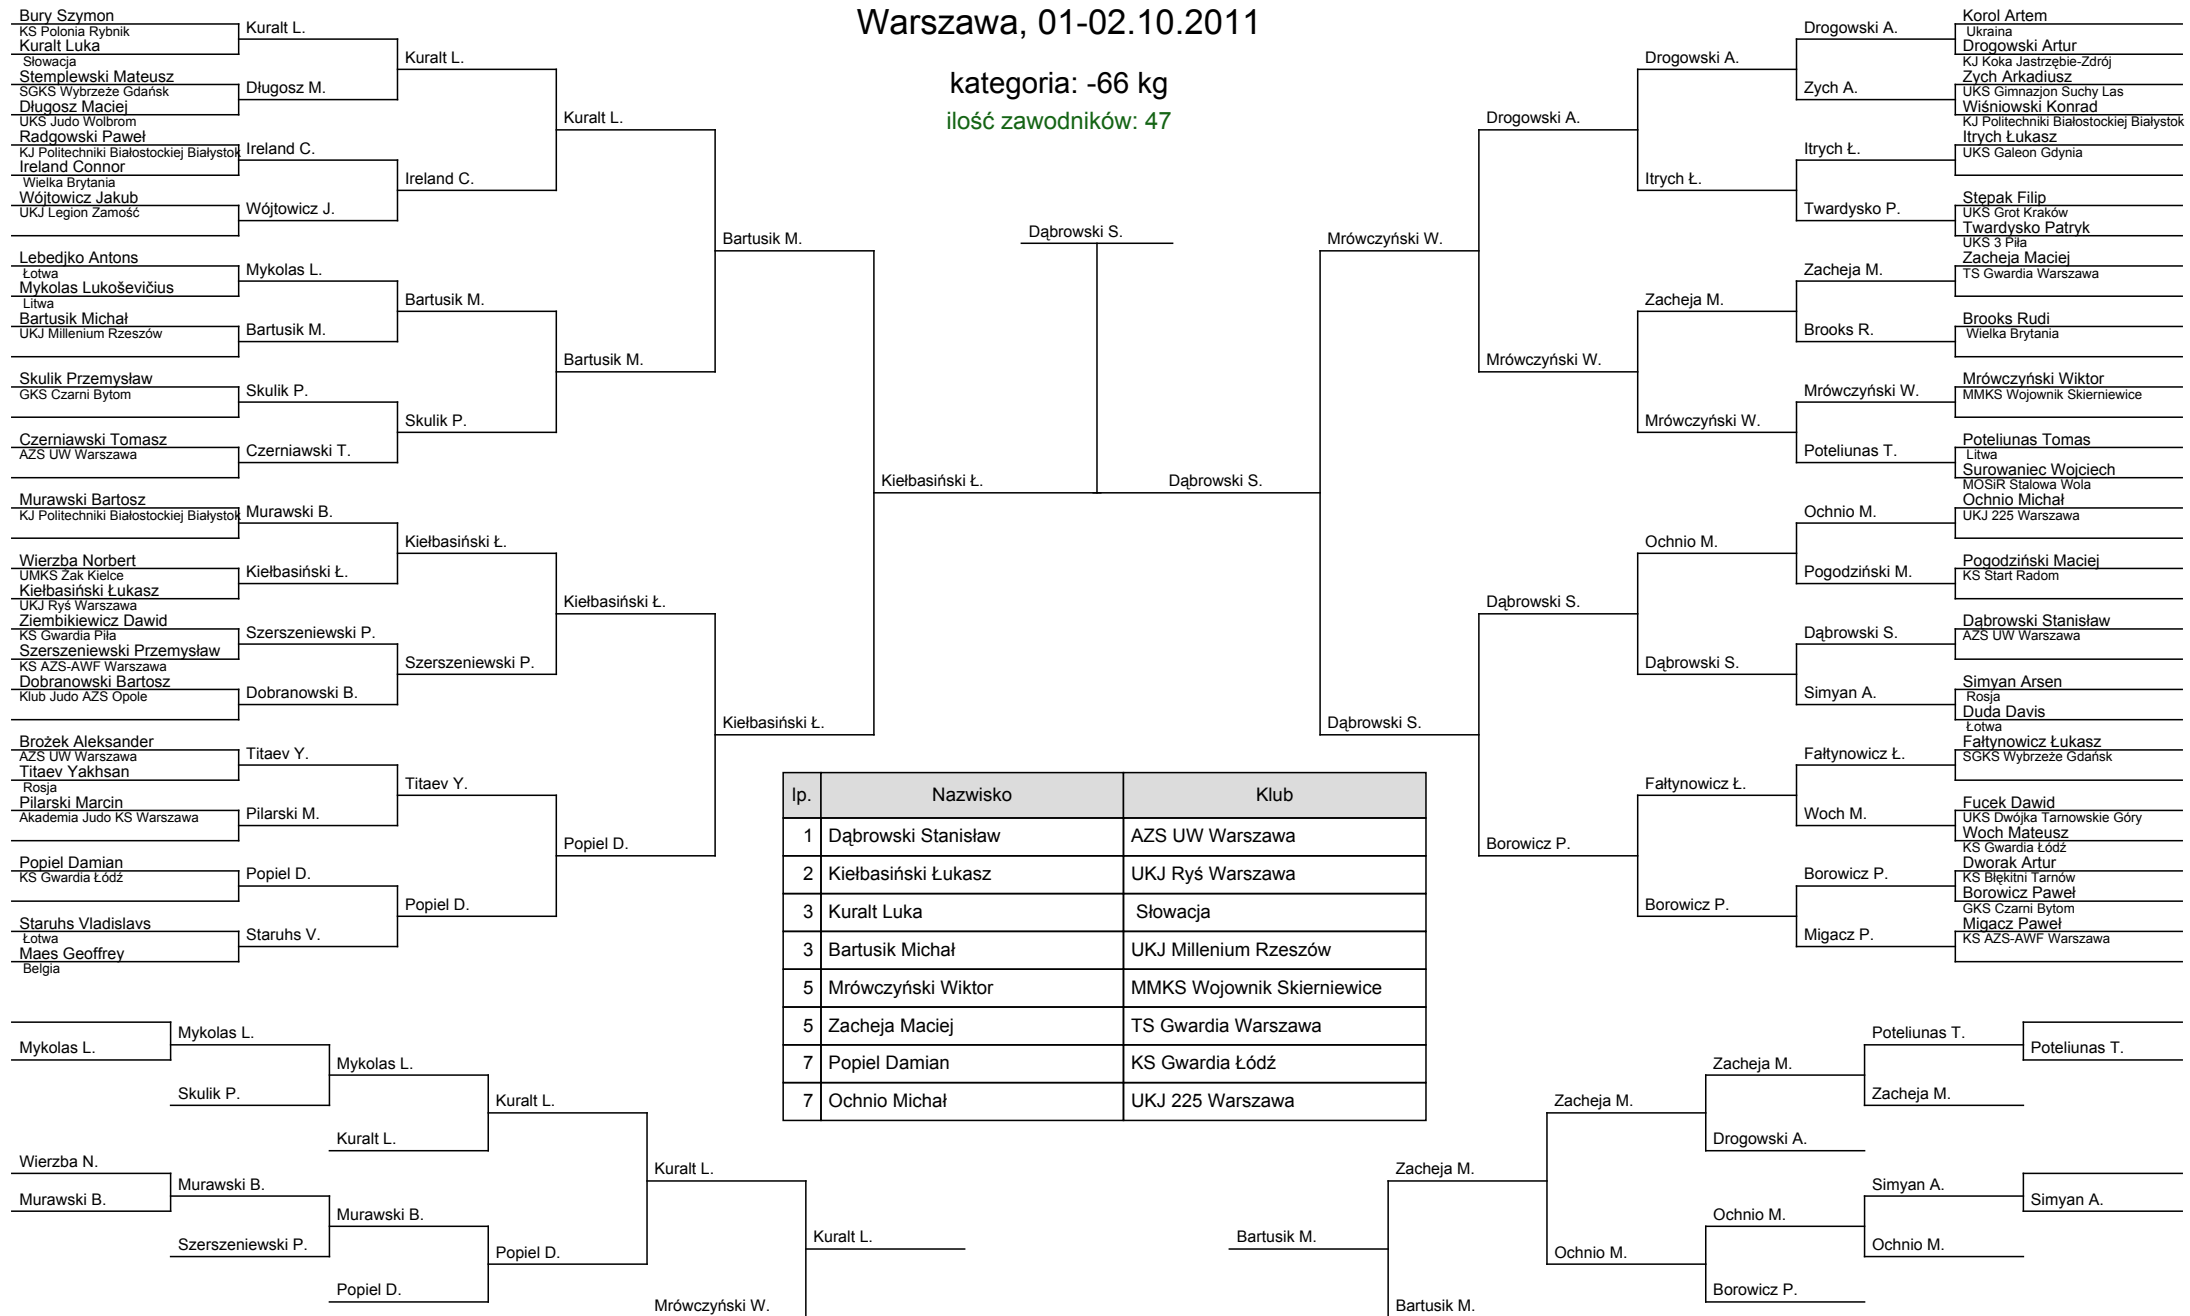 Warszawa, 01-02.10.2011
kategoria: -66 kg
ilość zawodników: 47
Bury Szymon
KS Polonia Rybnik
Kuralt Luka
Słowacja
Stemplewski Mateusz
SGKS Wybrzeże Gdańsk
Długosz Maciej
UKS Judo Wolbrom
Radgowski Paweł
KJ Politechniki Białostockiej Białystok
Ireland Connor
Wielka Brytania
Wójtowicz Jakub
UKJ Legion Zamość
Lebedjko Antons
Łotwa
Mykolas Lukoševičius
Litwa
Bartusik Michał
UKJ Millenium Rzeszów
Skulik Przemysław
GKS Czarni Bytom
Czerniawski Tomasz
AZS UW Warszawa
Murawski Bartosz
KJ Politechniki Białostockiej Białystok
Wierzba Norbert
UMKS Żak Kielce
Kiełbasiński Łukasz
UKJ Ryś Warszawa
Ziembikiewicz Dawid
KS Gwardia Piła
Szerszeniewski Przemysław
KS AZS-AWF Warszawa
Dobranowski Bartosz
Klub Judo AZS Opole
Brożek Aleksander
AZS UW Warszawa
Titaev Yakhsan
Rosja
Pilarski Marcin
Akademia Judo KS Warszawa
Popiel Damian
KS Gwardia Łódź
Staruhs Vladislavs
Łotwa
Maes Geoffrey
Belgia
Kuralt L.
Długosz M.
Ireland C.
Wójtowicz J.
Mykolas L.
Bartusik M.
Skulik P.
Czerniawski T.
Murawski B.
Kiełbasiński Ł.
Szerszeniewski P.
Dobranowski B.
Titaev Y.
Pilarski M.
Popiel D.
Staruhs V.
Kuralt L.
Ireland C.
Bartusik M.
Skulik P.
Kiełbasiński Ł.
Szerszeniewski P.
Titaev Y.
Popiel D.
Kuralt L.
Bartusik M.
Kiełbasiński Ł.
Popiel D.
Bartusik M.
Kiełbasiński Ł.
Kiełbasiński Ł.
Dąbrowski S.
Dąbrowski S.
Mrówczyński W.
Dąbrowski S.
Drogowski A.
Mrówczyński W.
Dąbrowski S.
Borowicz P.
Drogowski A.
Itrych Ł.
Zacheja M.
Mrówczyński W.
Ochnio M.
Dąbrowski S.
Fałtynowicz Ł.
Borowicz P.
Drogowski A.
Zych A.
Itrych Ł.
Twardysko P.
Zacheja M.
Brooks R.
Mrówczyński W.
Poteliunas T.
Ochnio M.
Pogodziński M.
Dąbrowski S.
Simyan A.
Fałtynowicz Ł.
Woch M.
Borowicz P.
Migacz P.
Korol Artem
Ukraina
Drogowski Artur
KJ Koka Jastrzębie-Zdrój
Zych Arkadiusz
UKS Gimnazjon Suchy Las
Wiśniowski Konrad
KJ Politechniki Białostockiej Białystok
Itrych Łukasz
UKS Galeon Gdynia
Stępak Filip
UKS Grot Kraków
Twardysko Patryk
UKS 3 Piła
Zacheja Maciej
TS Gwardia Warszawa
Brooks Rudi
Wielka Brytania
Mrówczyński Wiktor
MMKS Wojownik Skierniewice
Poteliunas Tomas
Litwa
Surowaniec Wojciech
MOSiR Stalowa Wola
Ochnio Michał
UKJ 225 Warszawa
Pogodziński Maciej
KS Start Radom
Dąbrowski Stanisław
AZS UW Warszawa
Simyan Arsen
Rosja
Duda Davis
Łotwa
Fałtynowicz Łukasz
SGKS Wybrzeże Gdańsk
Fucek Dawid
UKS Dwójka Tarnowskie Góry
Woch Mateusz
KS Gwardia Łódź
Dworak Artur
KS Błękitni Tarnów
Borowicz Paweł
GKS Czarni Bytom
Migacz Paweł
KS AZS-AWF Warszawa
lp. Nazwisko Klub
1 Dąbrowski Stanisław AZS UW Warszawa
2 Kiełbasiński Łukasz UKJ Ryś Warszawa
3 Kuralt Luka Słowacja
3 Bartusik Michał UKJ Millenium Rzeszów
5 Mrówczyński Wiktor MMKS Wojownik Skierniewice
5 Zacheja Maciej TS Gwardia Warszawa
7 Popiel Damian KS Gwardia Łódź
7 Ochnio Michał UKJ 225 Warszawa
Mykolas L.
Wierzba N.
Murawski B.
Mykolas L.
Skulik P.
Murawski B.
Szerszeniewski P.
Mykolas L.
Kuralt L.
Murawski B.
Popiel D.
Kuralt L.
Popiel D.
Kuralt L.
Mrówczyński W.
Kuralt L.
Bartusik M.
Zacheja M.
Bartusik M.
Zacheja M.
Ochnio M.
Zacheja M.
Drogowski A.
Ochnio M.
Borowicz P.
Poteliunas T.
Zacheja M.
Simyan A.
Ochnio M.
Poteliunas T.
Simyan A.